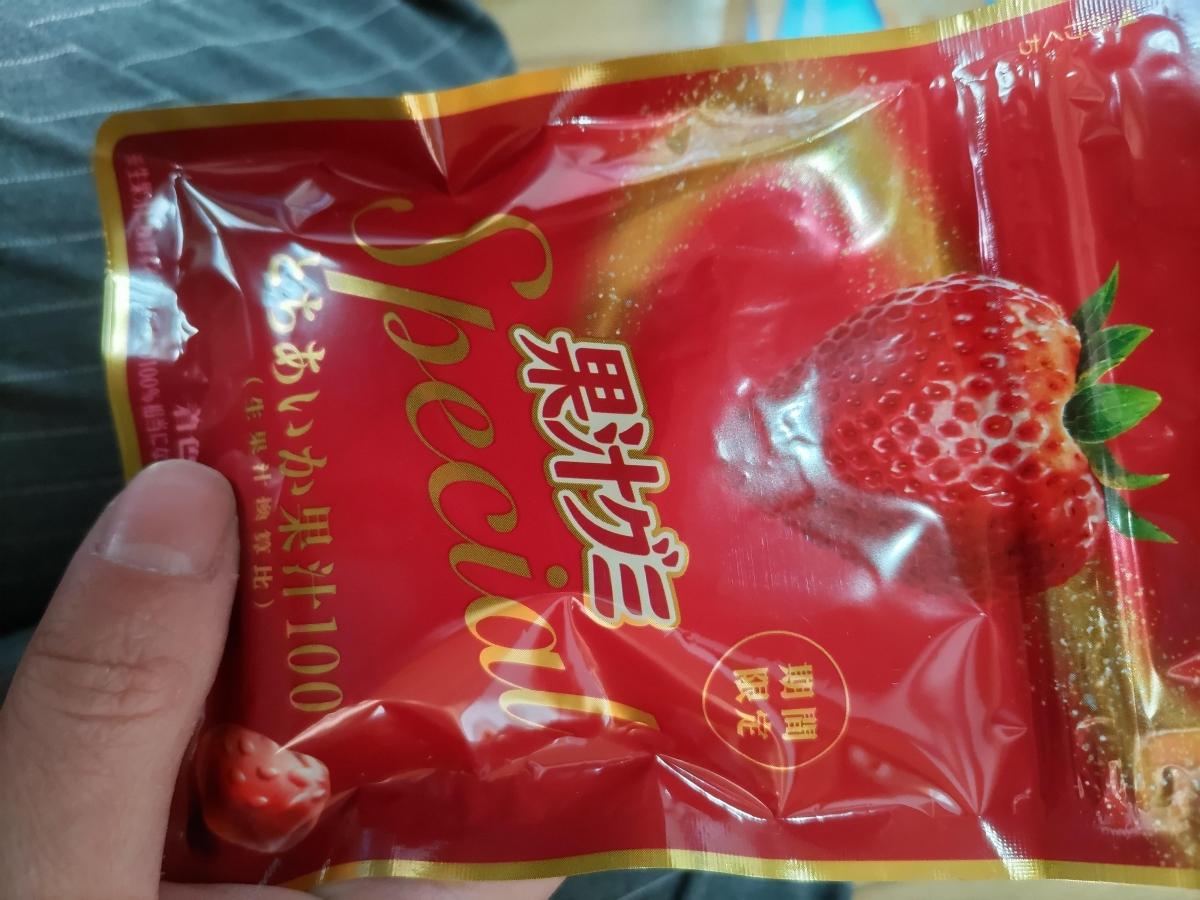 期間
限定
果汁グミ
Special
とちあいか果汁100
(生果汁換算比)